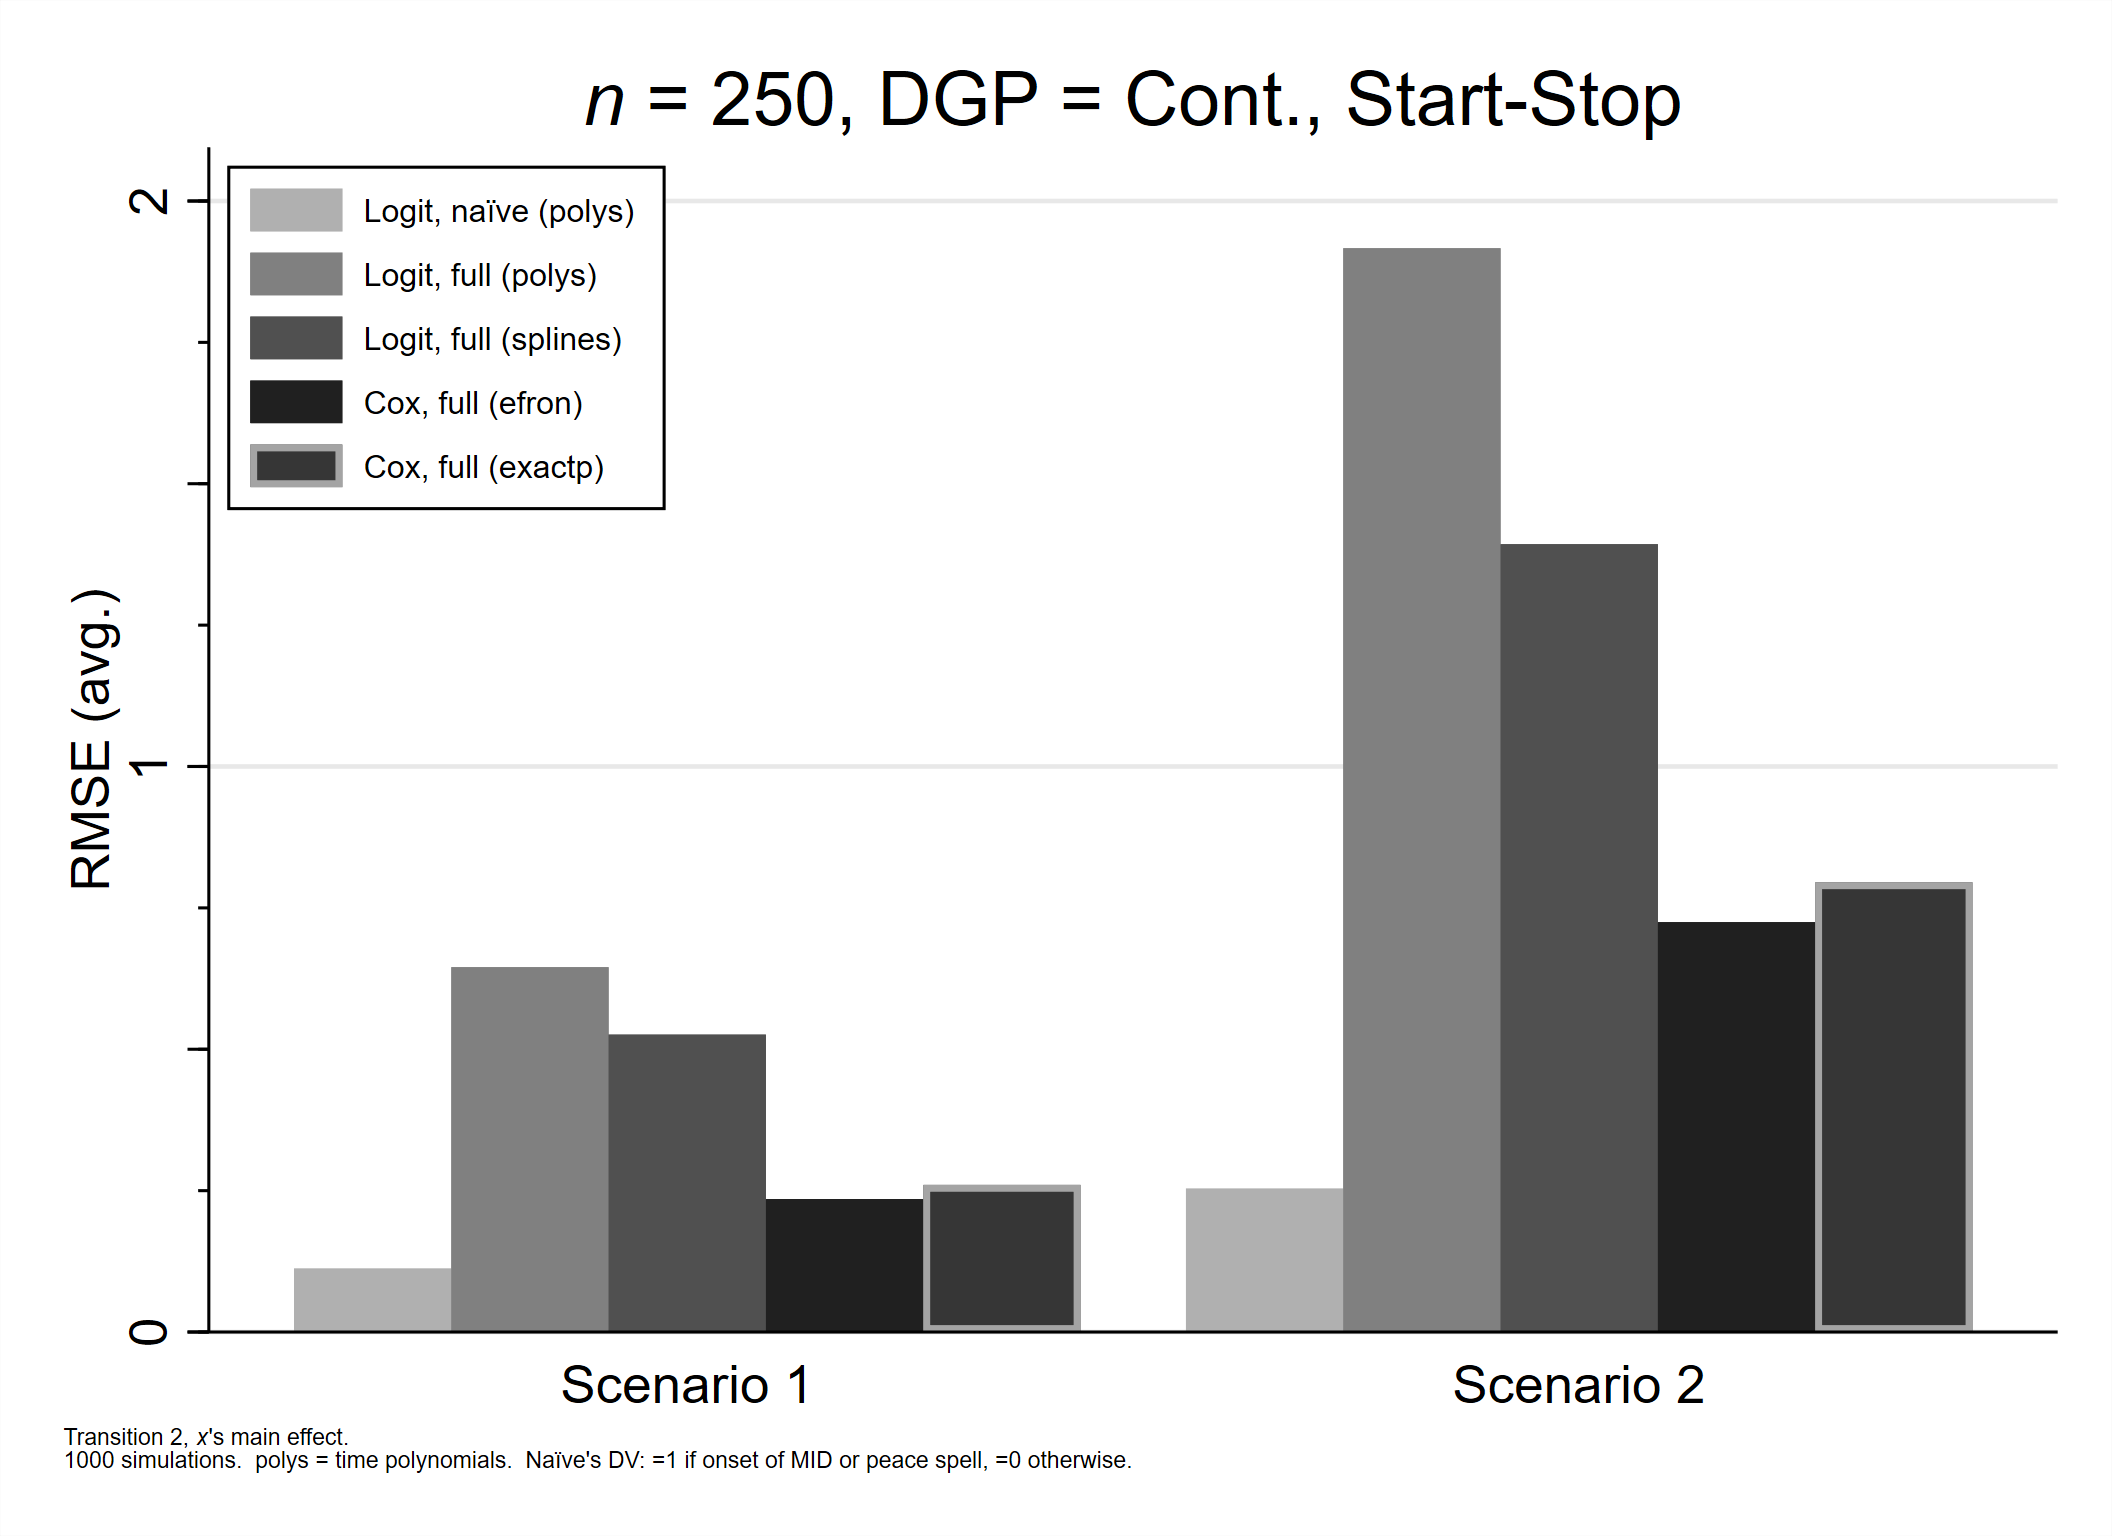 n = 250, DGP = Cont., Start-Stop
Logit, naïve (polys)
Logit, full (polys)
Logit, full (splines)
Cox, full (efron)
Cox, full (exactp)
RMSE (avg.)
2
1
0
Scenario 1
Scenario 2
Transition 2, x's main effect.
1000 simulations.  polys = time polynomials.  Naïve's DV: =1 if onset of MID or peace spell, =0 otherwise.